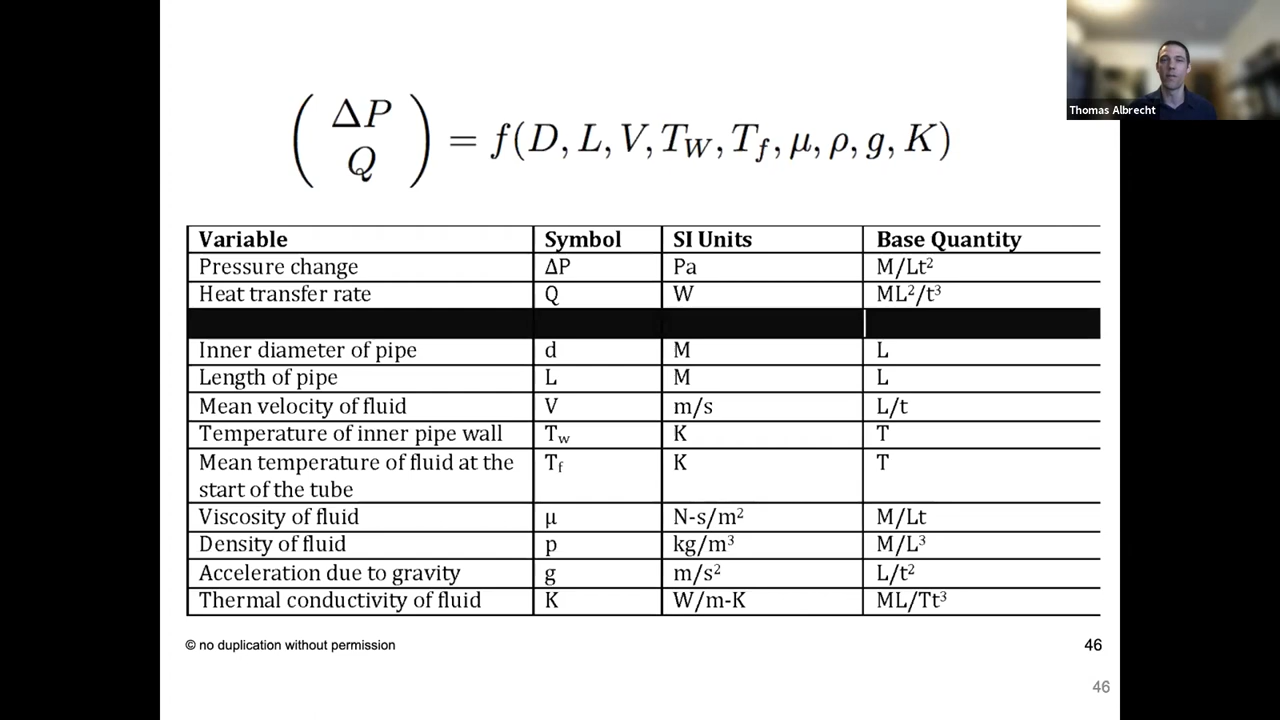 Thomas Albrecht
( ΔP
Q ) = f(D, L, V, T_W, T_f, μ, ρ, g, K)
Variable Symbol SI Units Base Quantity
Pressure change ΔP Pa M/Lt²
Heat transfer rate Q W ML²/t³
Inner diameter of pipe d M L
Length of pipe L M L
Mean velocity of fluid V m/s L/t
Temperature of inner pipe wall T_w K T
Mean temperature of fluid at the T_f K T
start of the tube
Viscosity of fluid μ N-s/m² M/Lt
Density of fluid p kg/m³ M/L³
Acceleration due to gravity g m/s² L/t²
Thermal conductivity of fluid K W/m-K ML/Tt³
© no duplication without permission 46
46